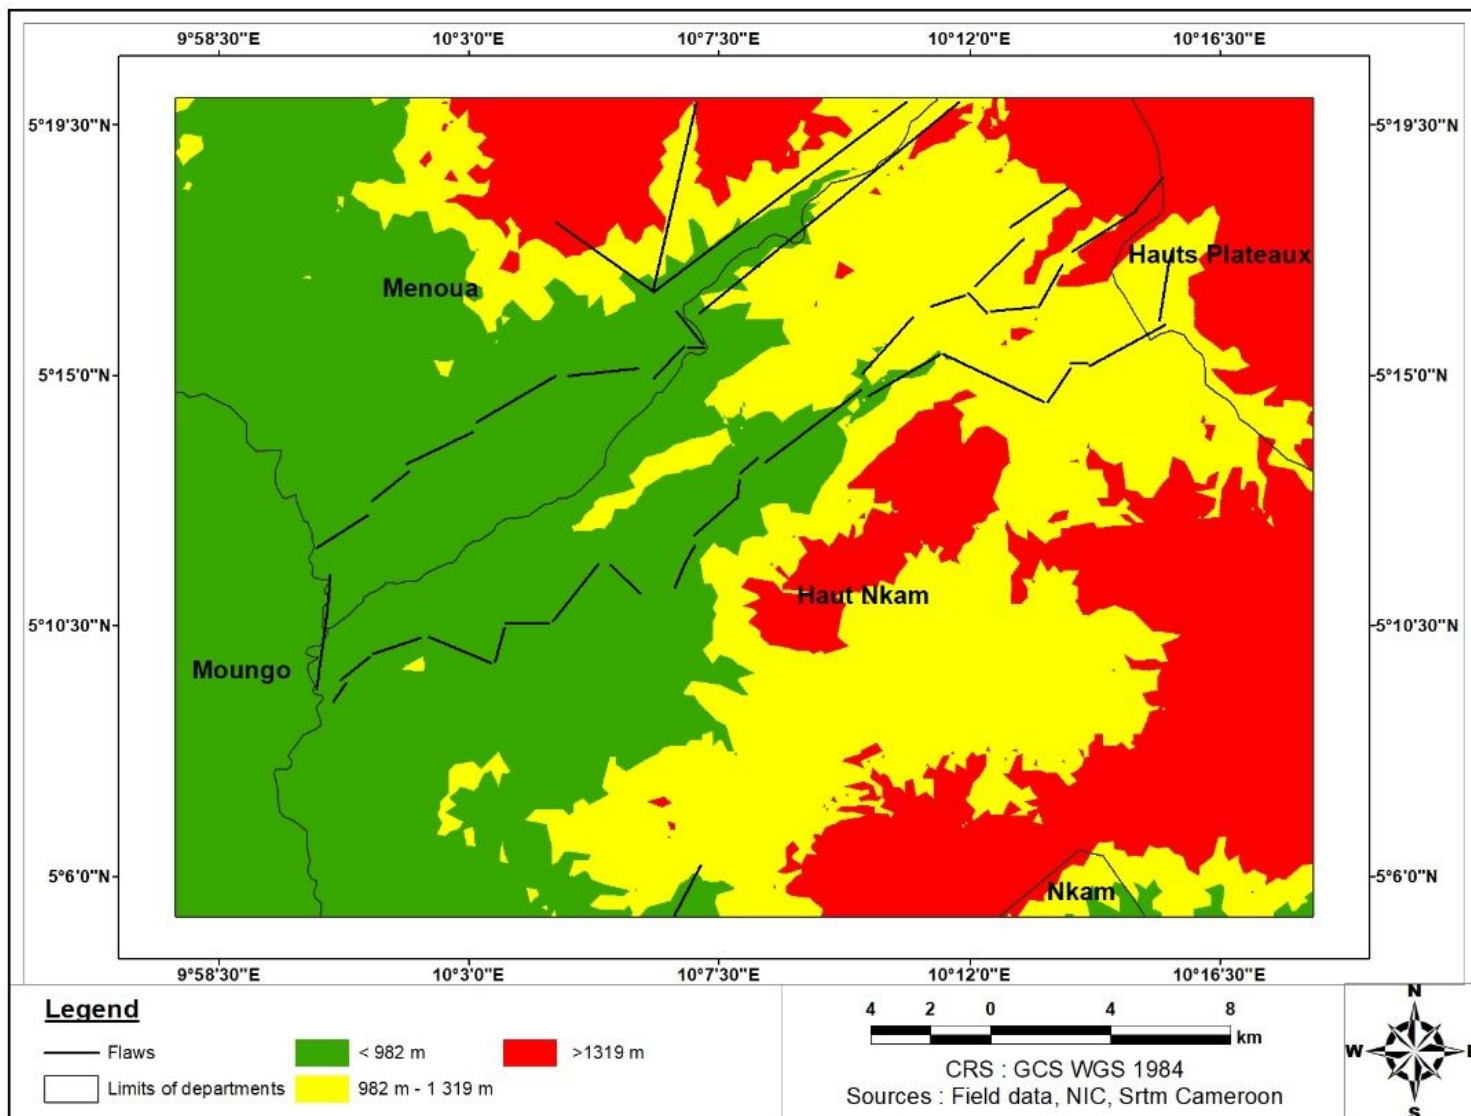 9°58'30"E 10°3'0"E 10°7'30"E 10°12'0"E 10°16'30"E
5°19'30"N 5°19'30"N
Hauts Plateaux
Menoua
5°15'0"N 5°15'0"N
Haut Nkam
5°10'30"N 5°10'30"N
Moungo
5°6'0"N 5°6'0"N
Nkam
9°58'30"E 10°3'0"E 10°7'30"E 10°12'0"E 10°16'30"E
Legend
Flaws
< 982 m
>1319 m
Limits of departments
982 m - 1 319 m
4 2 0 4 8
km
CRS : GCS WGS 1984
Sources : Field data, NIC, Srtm Cameroon
N
W
S